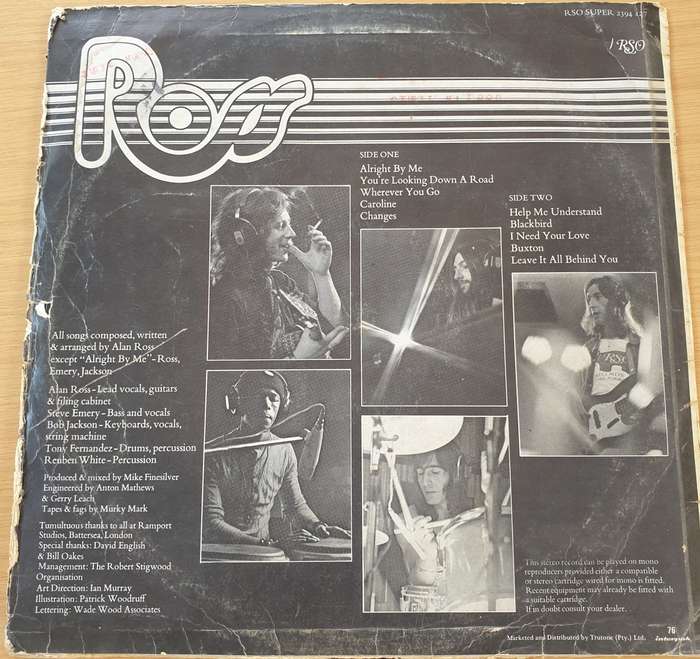 RSO SUPER 2394 127
RSO
Ross
SIDE ONE
Alright By Me
You're Looking Down A Road
Wherever You Go
Caroline
Changes
SIDE TWO
Help Me Understand
Blackbird
I Need Your Love
Buxton
Leave It All Behind You
All songs composed, written
& arranged by Alan Ross
except "Alright By Me"-Ross,
Emery, Jackson
Alan Ross-Lead vocals, guitars
& filing cabinet
Steve Emery-Bass and vocals
Bob Jackson-Keyboards, vocals,
string machine
Tony Fernandez-Drums, percussion
Reuben White-Percussion
Produced & mixed by Mike Finesilver
Engineered by Anton Mathews
& Gerry Leach
Tapes & fags by Murky Mark
Tumultuous thanks to all at Ramport
Studios, Battersea, London
Special thanks: David English
& Bill Oakes
Management: The Robert Stigwood
Organisation
Art Direction: Ian Murray
Illustration: Patrick Woodruff
Lettering: Wade Wood Associates
RSO
This stereo record can be played on mono
reproducers provided either a compatible
or stereo cartridge wired for mono is fitted.
Recent equipment may already be fitted with
a suitable cartridge.
If in doubt consult your dealer.
Marketed and Distributed by Trutone (Pty.) Ltd.
76
interpak